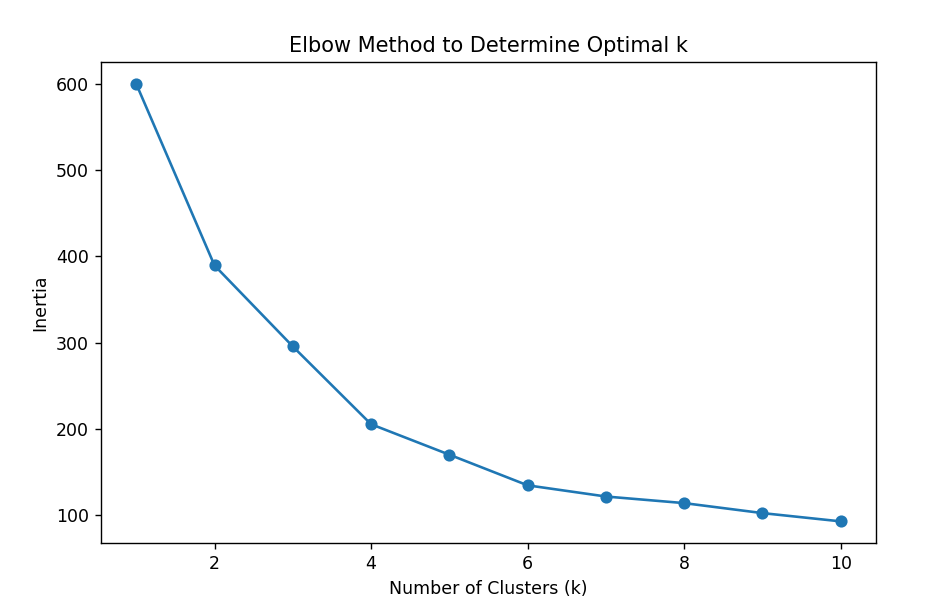 Elbow Method to Determine Optimal k
600
500
400
300
200
100
Inertia
2 4 6 8 10
Number of Clusters (k)